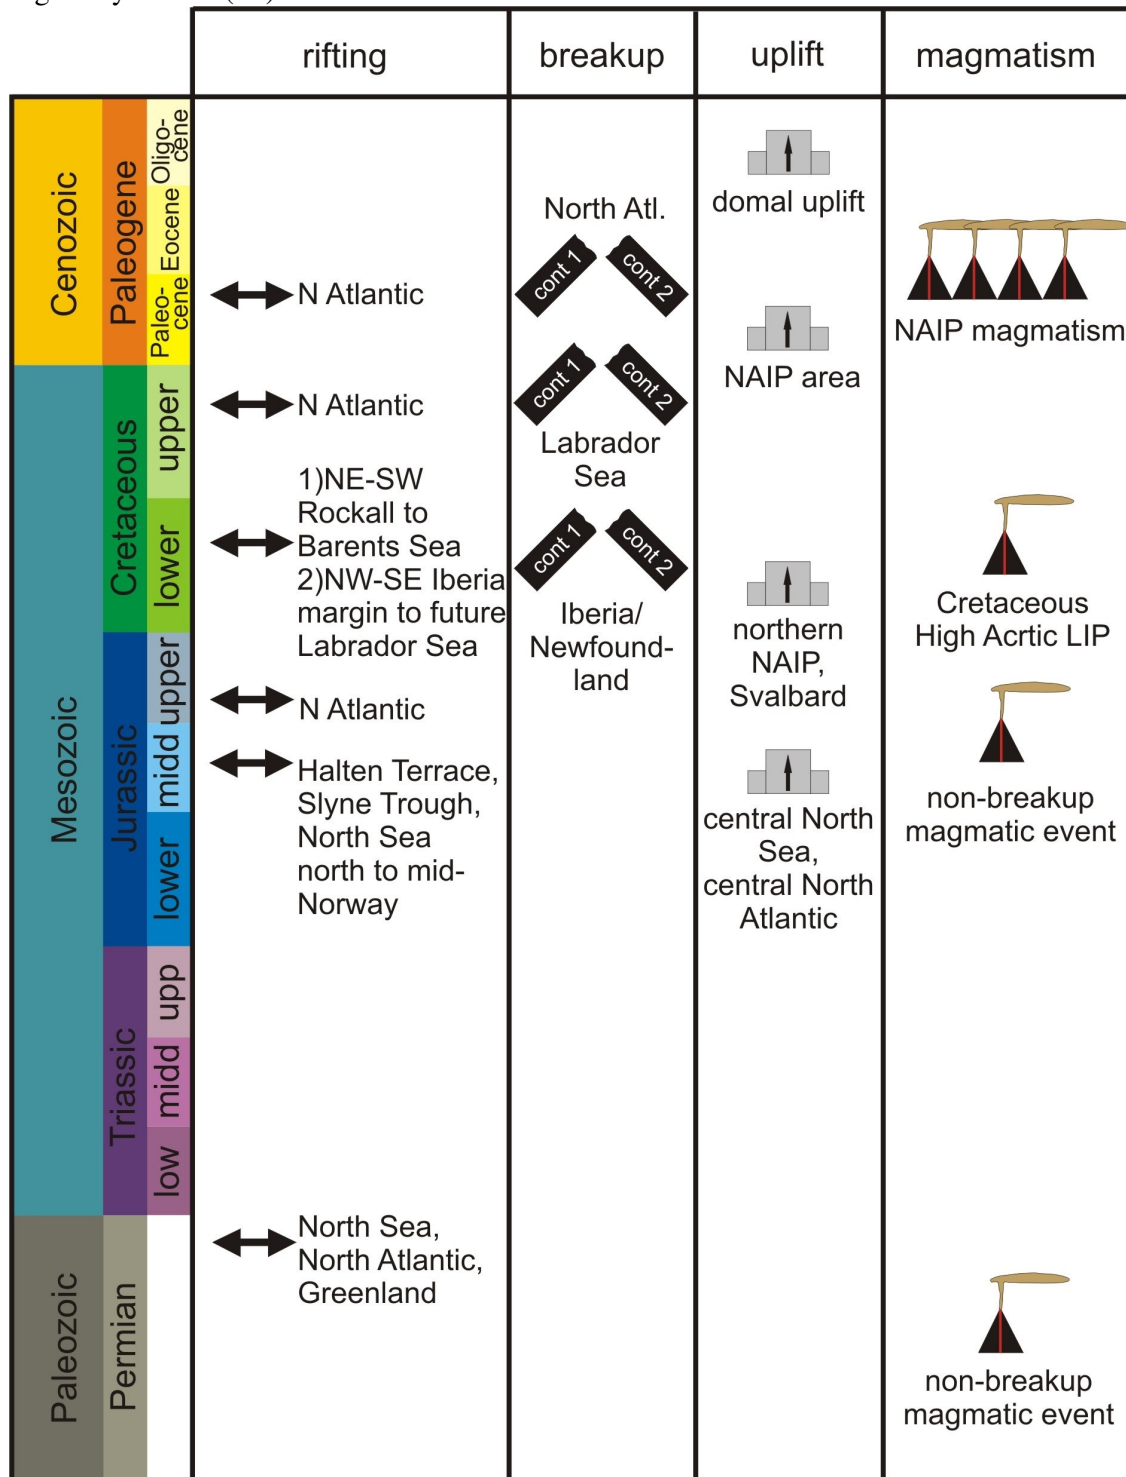 rifting
breakup
uplift
magmatism
Cenozoic
Mesozoic
Paleozoic
Paleogene
Cretaceous
Jurassic
Triassic
Permian
Oligo-
cene
Eocene
Paleo-
cene
upper
lower
upper
midd
lower
upp
midd
low
N Atlantic
N Atlantic
1)NE-SW
Rockall to
Barents Sea
2)NW-SE Iberia
margin to future
Labrador Sea
N Atlantic
Halten Terrace,
Slyne Trough,
North Sea
north to mid-
Norway
North Sea,
North Atlantic,
Greenland
North Atl.
cont 1
cont 2
cont 1
cont 2
Labrador
Sea
cont 1
cont 2
Iberia/
Newfound-
land
domal uplift
NAIP area
northern
NAIP,
Svalbard
central North
Sea,
central North
Atlantic
NAIP magmatism
Cretaceous
High Acrtic LIP
non-breakup
magmatic event
non-breakup
magmatic event